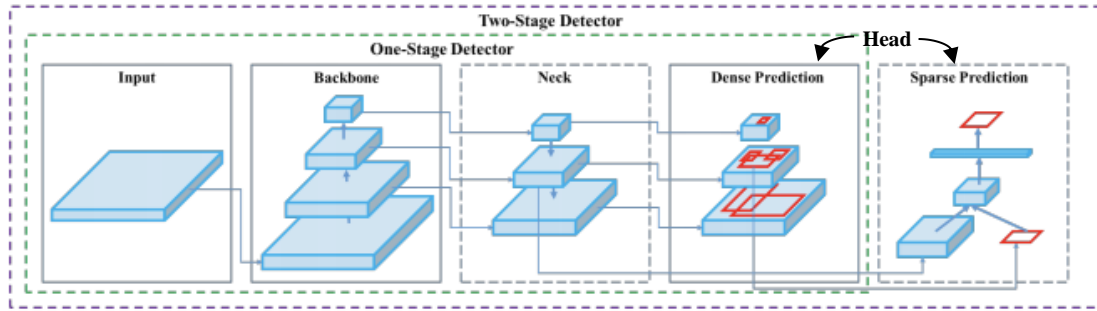 Two-Stage Detector
One-Stage Detector
Head
Input
Backbone
Neck
Dense Prediction
Sparse Prediction